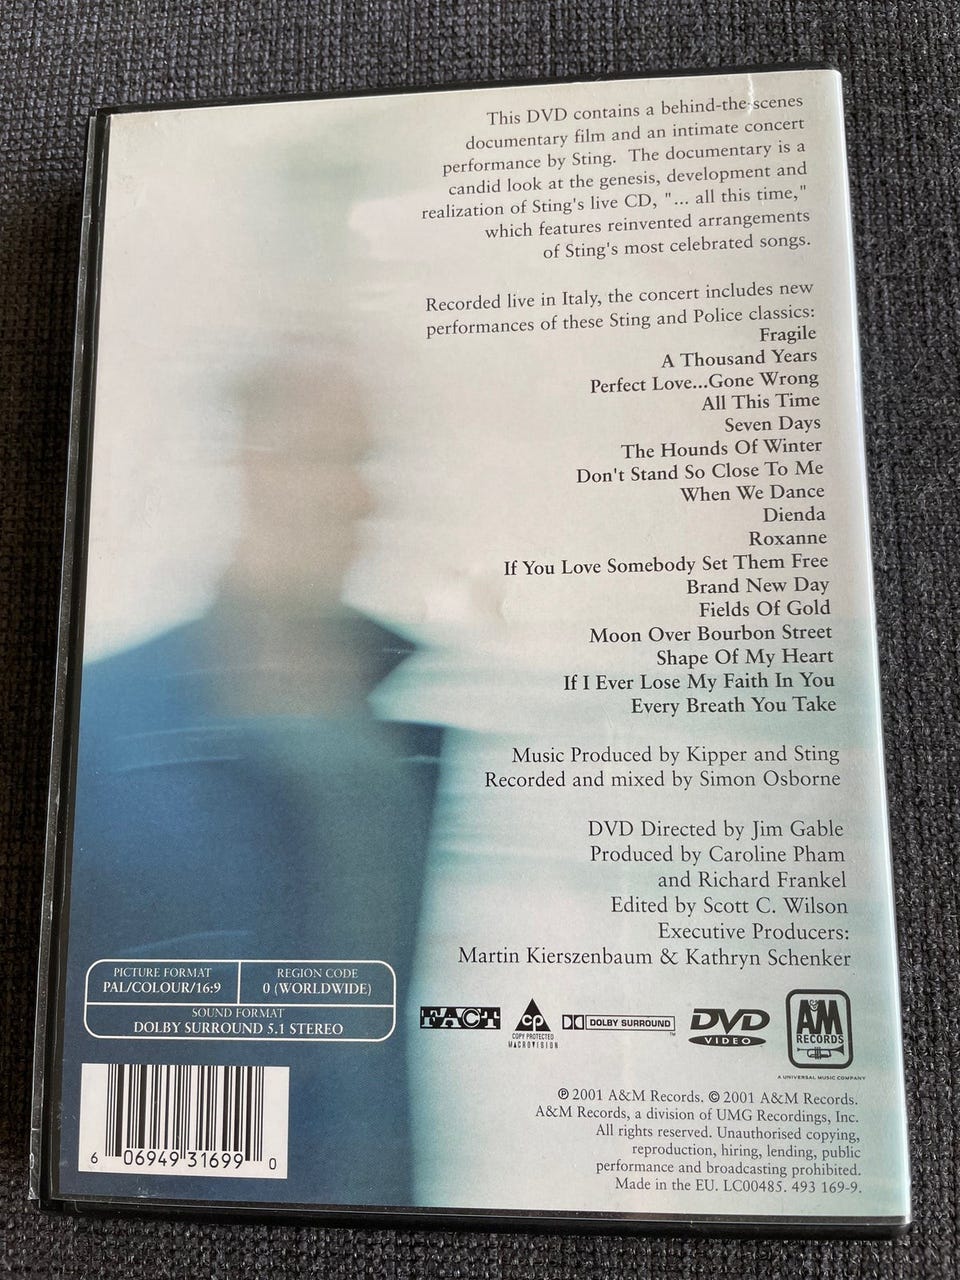 This DVD contains a behind-the-scenes
documentary film and an intimate concert
performance by Sting. The documentary is a
candid look at the genesis, development and
realization of Sting's live CD, "... all this time,"
which features reinvented arrangements
of Sting's most celebrated songs.
Recorded live in Italy, the concert includes new
performances of these Sting and Police classics:
Fragile
A Thousand Years
Perfect Love...Gone Wrong
All This Time
Seven Days
The Hounds Of Winter
Don't Stand So Close To Me
When We Dance
Dienda
Roxanne
If You Love Somebody Set Them Free
Brand New Day
Fields Of Gold
Moon Over Bourbon Street
Shape Of My Heart
If I Ever Lose My Faith In You
Every Breath You Take
Music Produced by Kipper and Sting
Recorded and mixed by Simon Osborne
DVD Directed by Jim Gable
Produced by Caroline Pham
and Richard Frankel
Edited by Scott C. Wilson
Executive Producers:
Martin Kierszenbaum & Kathryn Schenker
PICTURE FORMAT
PAL/COLOUR/16:9
REGION CODE
0 (WORLDWIDE)
SOUND FORMAT
DOLBY SURROUND 5.1 STEREO
FACT
CP
COPY PROTECTED
MACROVISION
DOLBY SURROUND
TM
DVD
VIDEO
A&M
RECORDS
A UNIVERSAL MUSIC COMPANY
℗ 2001 A&M Records. © 2001 A&M Records.
A&M Records, a division of UMG Recordings, Inc.
All rights reserved. Unauthorised copying,
reproduction, hiring, lending, public
performance and broadcasting prohibited.
Made in the EU. LC00485. 493 169-9.
6 06949 31699 0